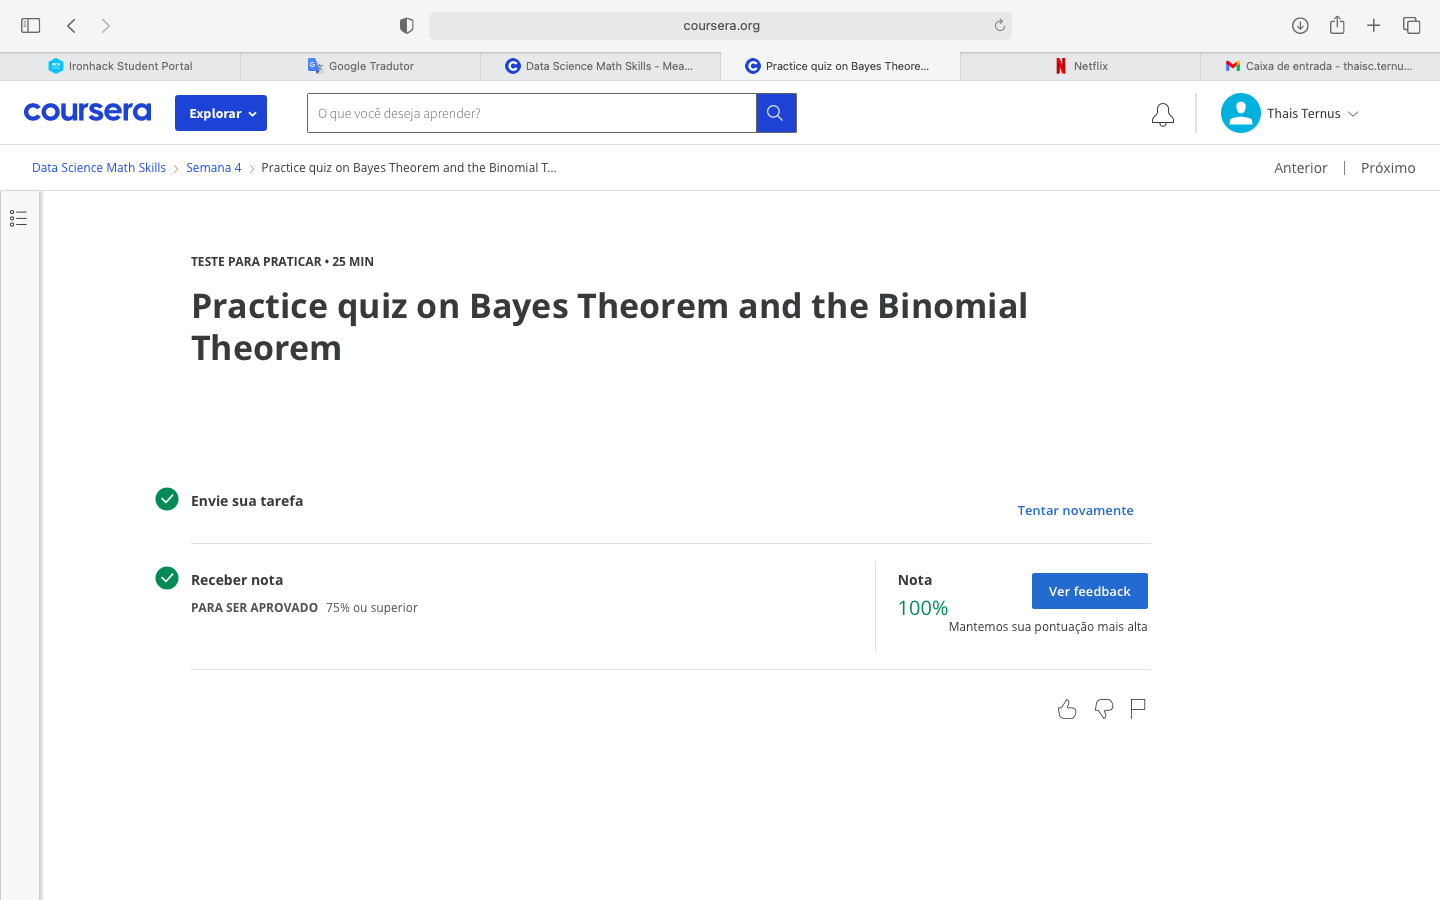 coursera.org
Ironhack Student Portal
Google Tradutor
Data Science Math Skills - Mea...
Practice quiz on Bayes Theore...
Netflix
Caixa de entrada - thaisc.ternu...
coursera
Explorar
O que você deseja aprender?
Thais Ternus
Data Science Math Skills
Semana 4
Practice quiz on Bayes Theorem and the Binomial T...
Anterior
Próximo
TESTE PARA PRATICAR • 25 MIN
Practice quiz on Bayes Theorem and the Binomial
Theorem
Envie sua tarefa
Tentar novamente
Receber nota
PARA SER APROVADO 75% ou superior
Nota
100%
Ver feedback
Mantemos sua pontuação mais alta